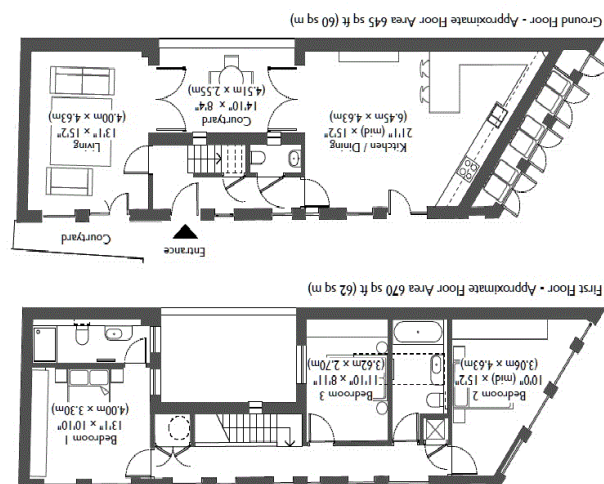 Bedroom 2
10'0" (mid) x 15'2"
(3.06m x 4.63m)
Bedroom 3
11'10" x 8'11"
(3.62m x 2.70m)
Bedroom 1
13'1" x 10'10"
(4.00m x 3.30m)
First Floor - Approximate Floor Area 670 sq ft (62 sq m)
Entrance
Courtyard
Kitchen / Dining
21'1" (mid) x 15'2"
(6.45m x 4.63m)
Courtyard
14'10" x 8'4"
(4.51m x 2.55m)
Living
13'1" x 15'2"
(4.00m x 4.63m)
Ground Floor - Approximate Floor Area 645 sq ft (60 sq m)